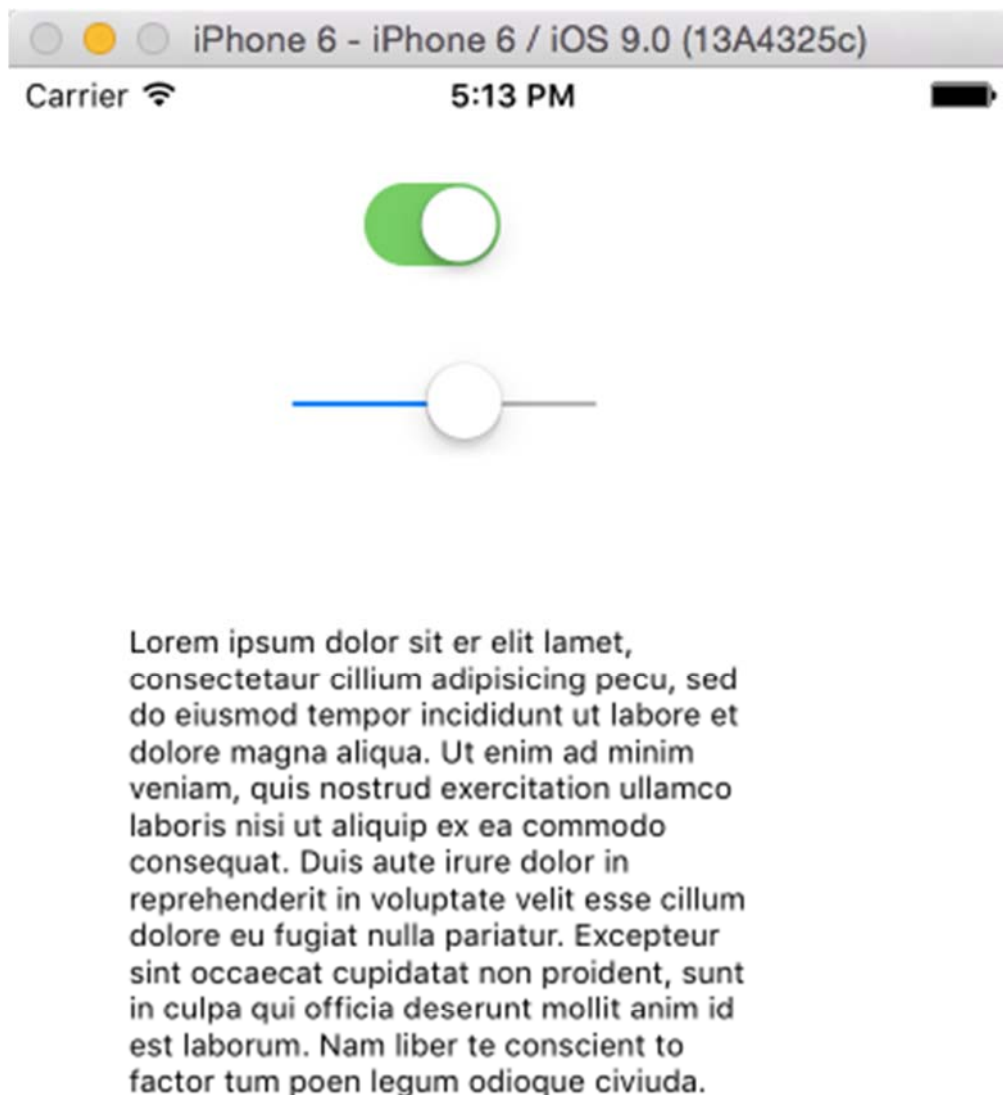 iPhone 6 - iPhone 6 / iOS 9.0 (13A4325c)
Carrier 5:13 PM
Lorem ipsum dolor sit er elit lamet,
consectetaur cillium adipisicing pecu, sed
do eiusmod tempor incididunt ut labore et
dolore magna aliqua. Ut enim ad minim
veniam, quis nostrud exercitation ullamco
laboris nisi ut aliquip ex ea commodo
consequat. Duis aute irure dolor in
reprehenderit in voluptate velit esse cillum
dolore eu fugiat nulla pariatur. Excepteur
sint occaecat cupidatat non proident, sunt
in culpa qui officia deserunt mollit anim id
est laborum. Nam liber te conscient to
factor tum poen legum odioque civiuda.